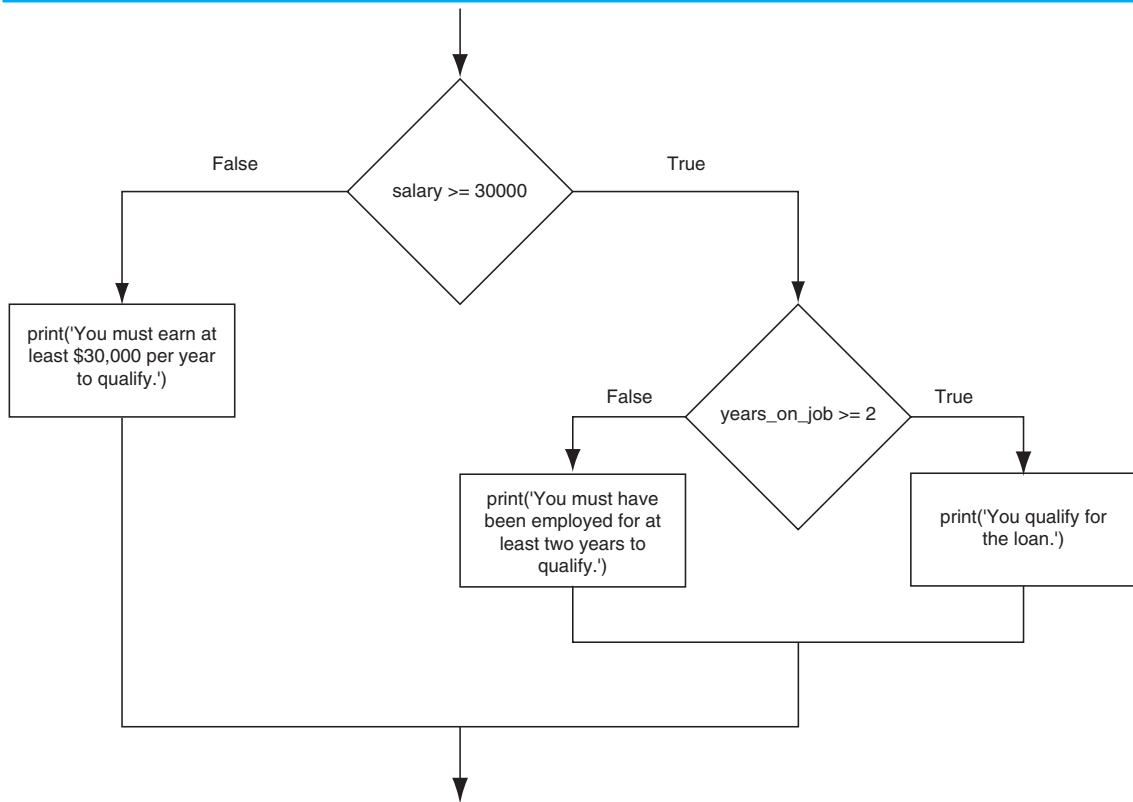 False
True
salary >= 30000
print('You must earn at
least $30,000 per year
to qualify.')
False
True
years_on_job >= 2
print('You must have
been employed for at
least two years to
qualify.')
print('You qualify for
the loan.')